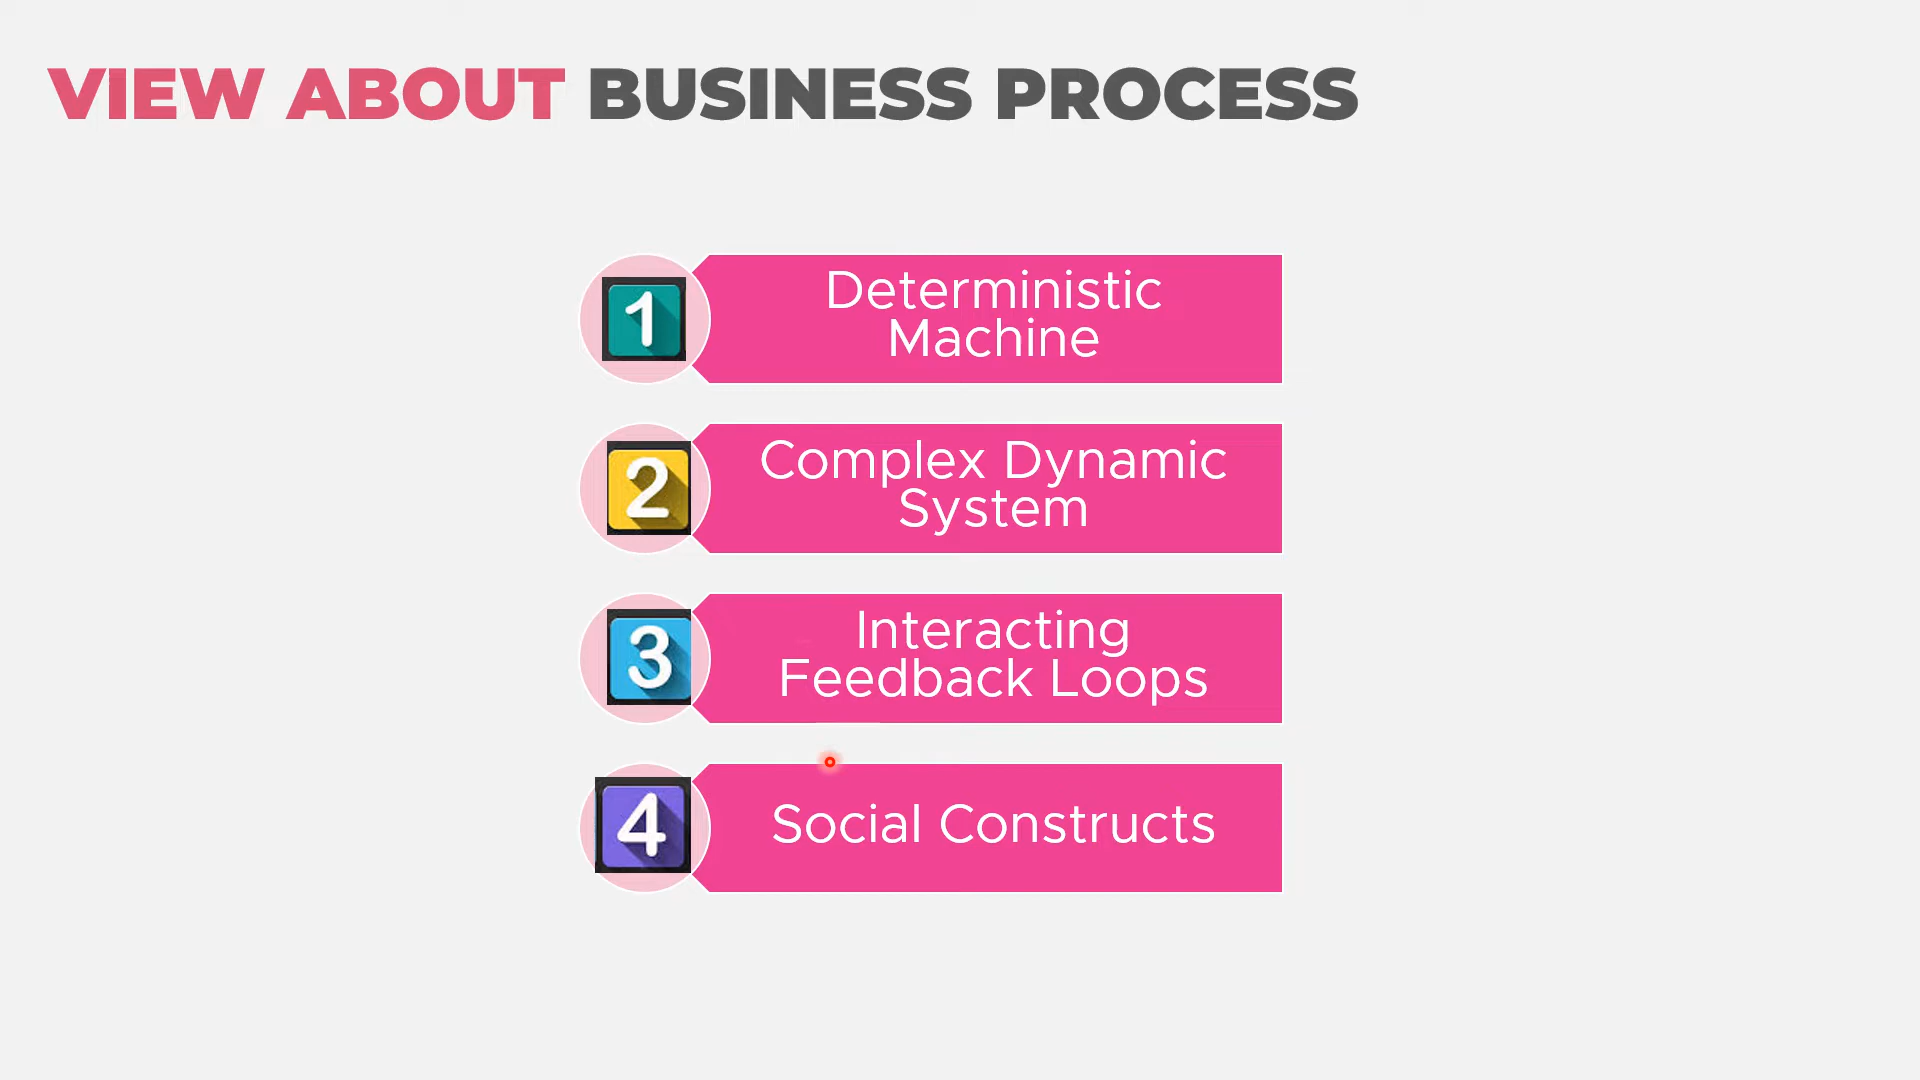 VIEW ABOUT BUSINESS PROCESS
1
Deterministic
Machine
2
Complex Dynamic
System
3
Interacting
Feedback Loops
4
Social Constructs